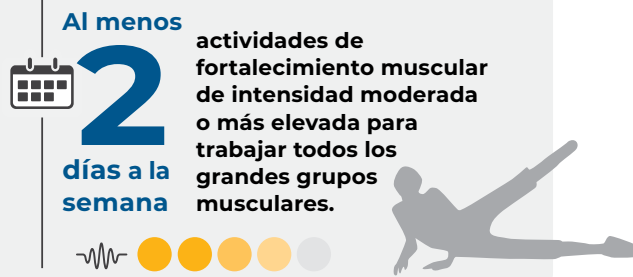 Al menos
2
días a la
semana
actividades de
fortalecimiento muscular
de intensidad moderada
o más elevada para
trabajar todos los
grandes grupos
musculares.